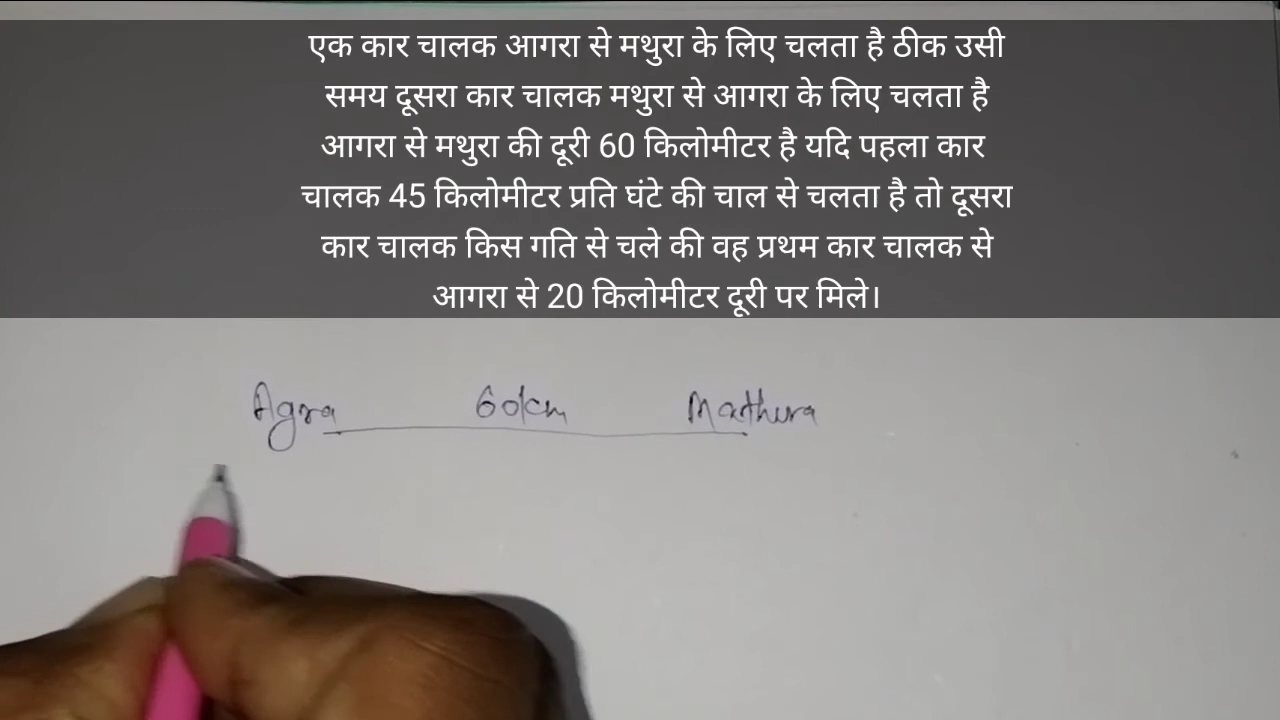 एक कार चालक आगरा से मथुरा के लिए चलता है ठीक उसी
समय दूसरा कार चालक मथुरा से आगरा के लिए चलता है
आगरा से मथुरा की दूरी 60 किलोमीटर है यदि पहला कार
चालक 45 किलोमीटर प्रति घंटे की चाल से चलता है तो दूसरा
कार चालक किस गति से चले की वह प्रथम कार चालक से
आगरा से 20 किलोमीटर दूरी पर मिले।
Agra 60km Mathura